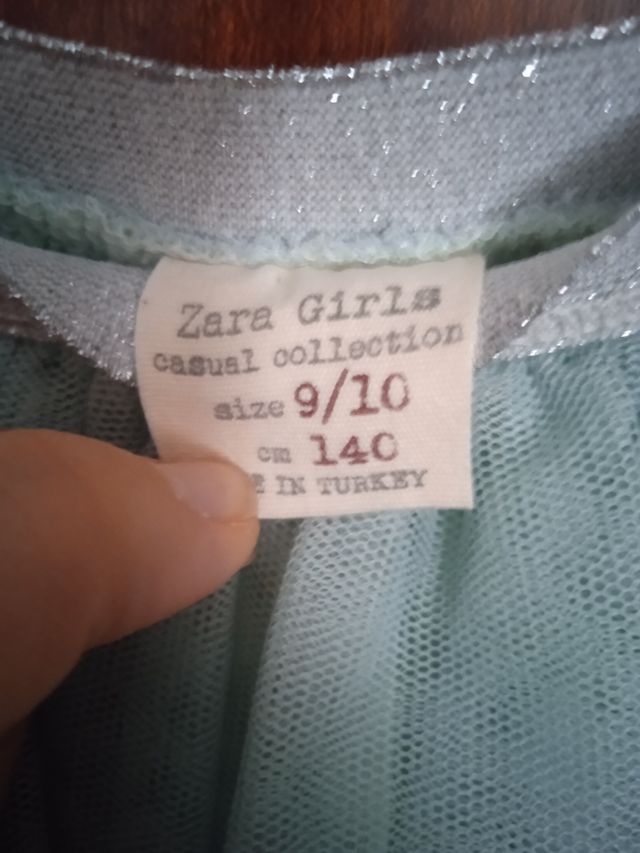 Zara Girls
casual collection
size 9/10
cm 140
IN TURKEY